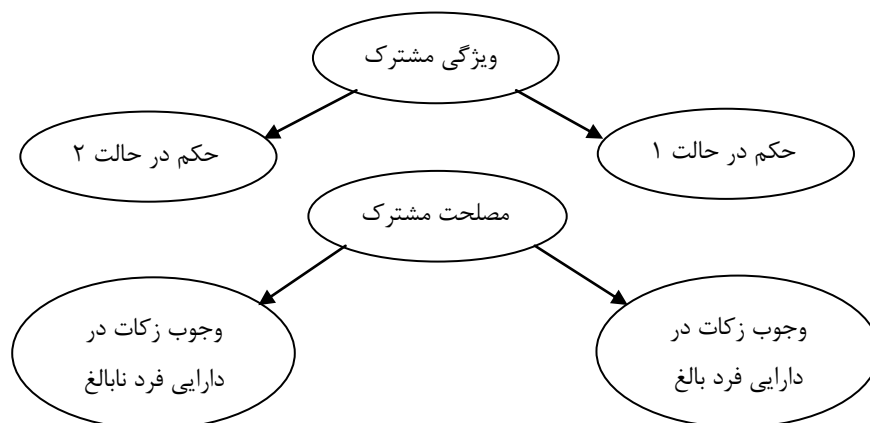 ویژگی مشترک
حکم در حالت ۱
حکم در حالت ۲
مصلحت مشترک
وجوب زکات در
دارایی فرد بالغ
وجوب زکات در
دارایی فرد نابالغ